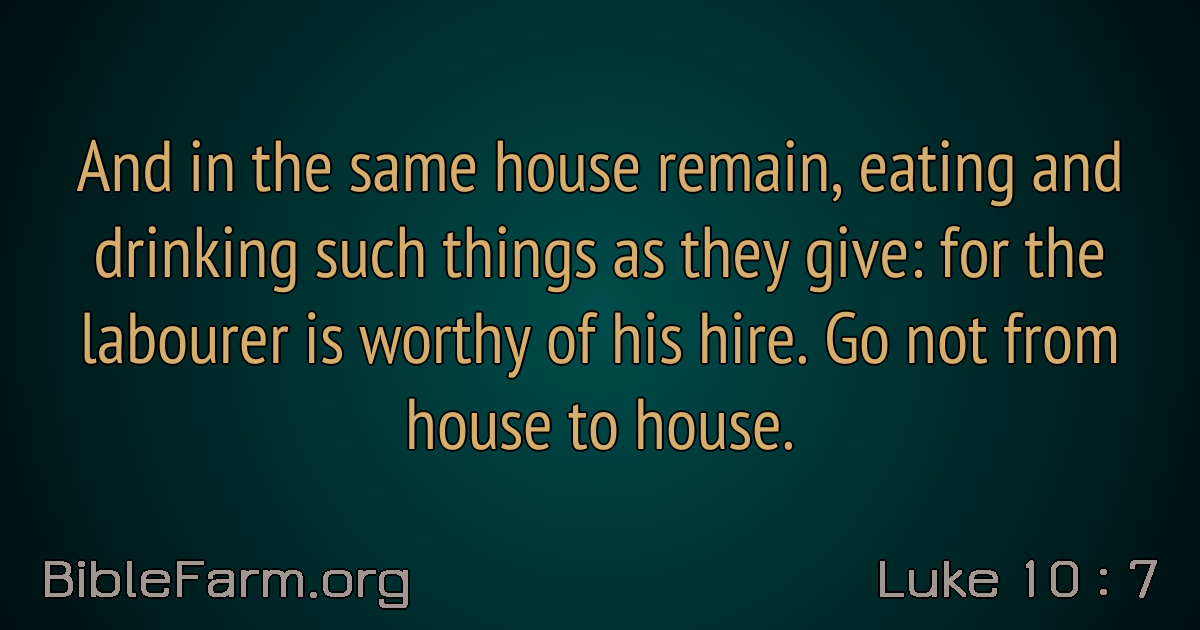 And in the same house remain, eating and
drinking such things as they give: for the
labourer is worthy of his hire. Go not from
house to house.
BibleFarm.org
Luke 10 : 7